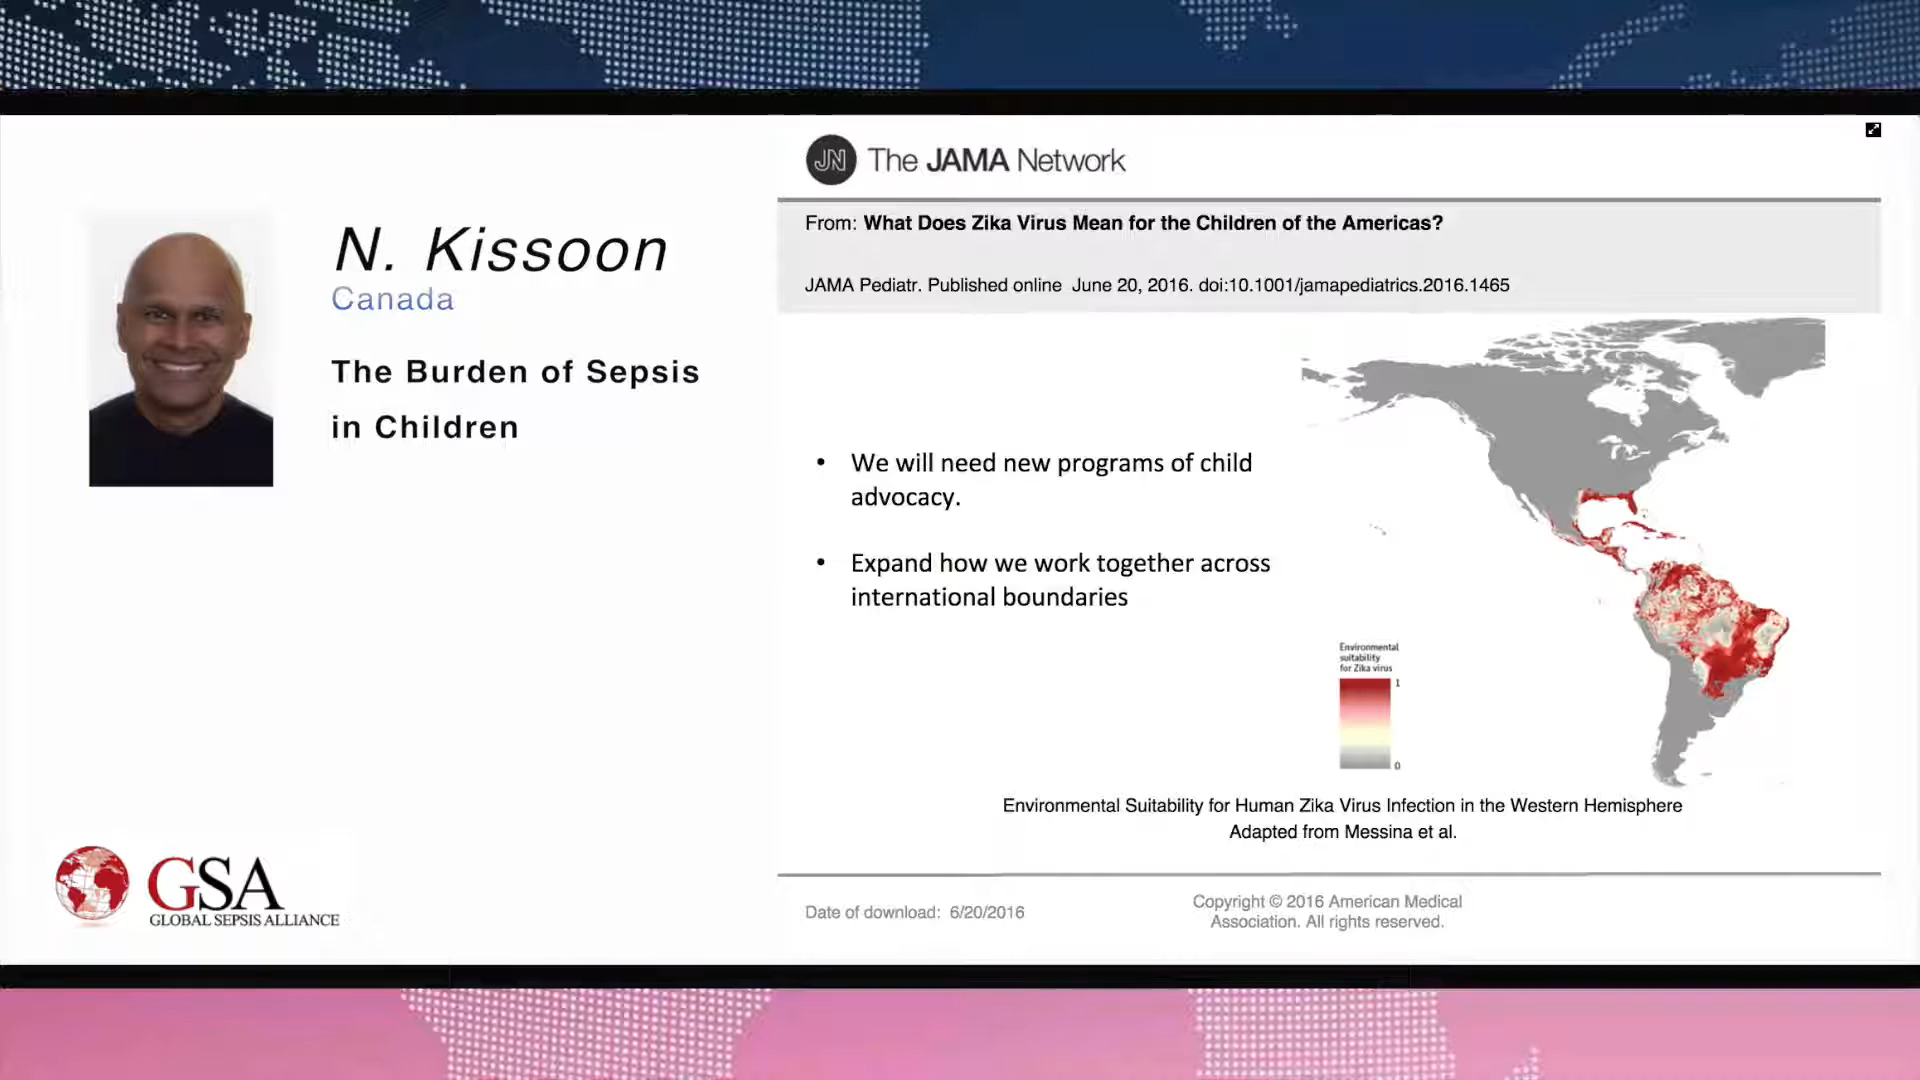 N. Kissoon
Canada
The Burden of Sepsis
in Children
GSA
GLOBAL SEPSIS ALLIANCE
JN The JAMA Network
From: What Does Zika Virus Mean for the Children of the Americas?
JAMA Pediatr. Published online June 20, 2016. doi:10.1001/jamapediatrics.2016.1465
• We will need new programs of child
advocacy.
• Expand how we work together across
international boundaries
Environmental
suitability
for Zika virus
1
0
Environmental Suitability for Human Zika Virus Infection in the Western Hemisphere
Adapted from Messina et al.
Date of download: 6/20/2016
Copyright © 2016 American Medical
Association. All rights reserved.